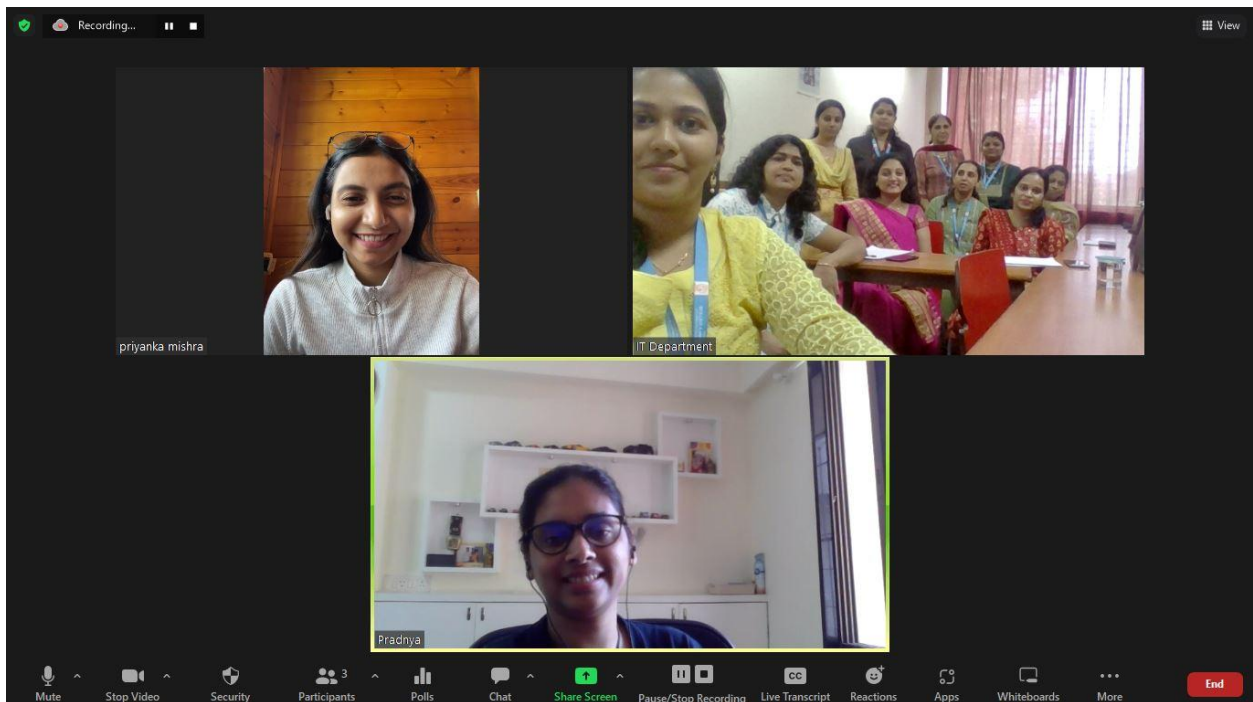 Recording...
View
priyanka mishra
IT Department
Pradnya
Mute
Stop Video
Security
3
Participants
Polls
Chat
Share Screen
Pause/Stop Recording
CC
Live Transcript
Reactions
Apps
Whiteboards
More
End